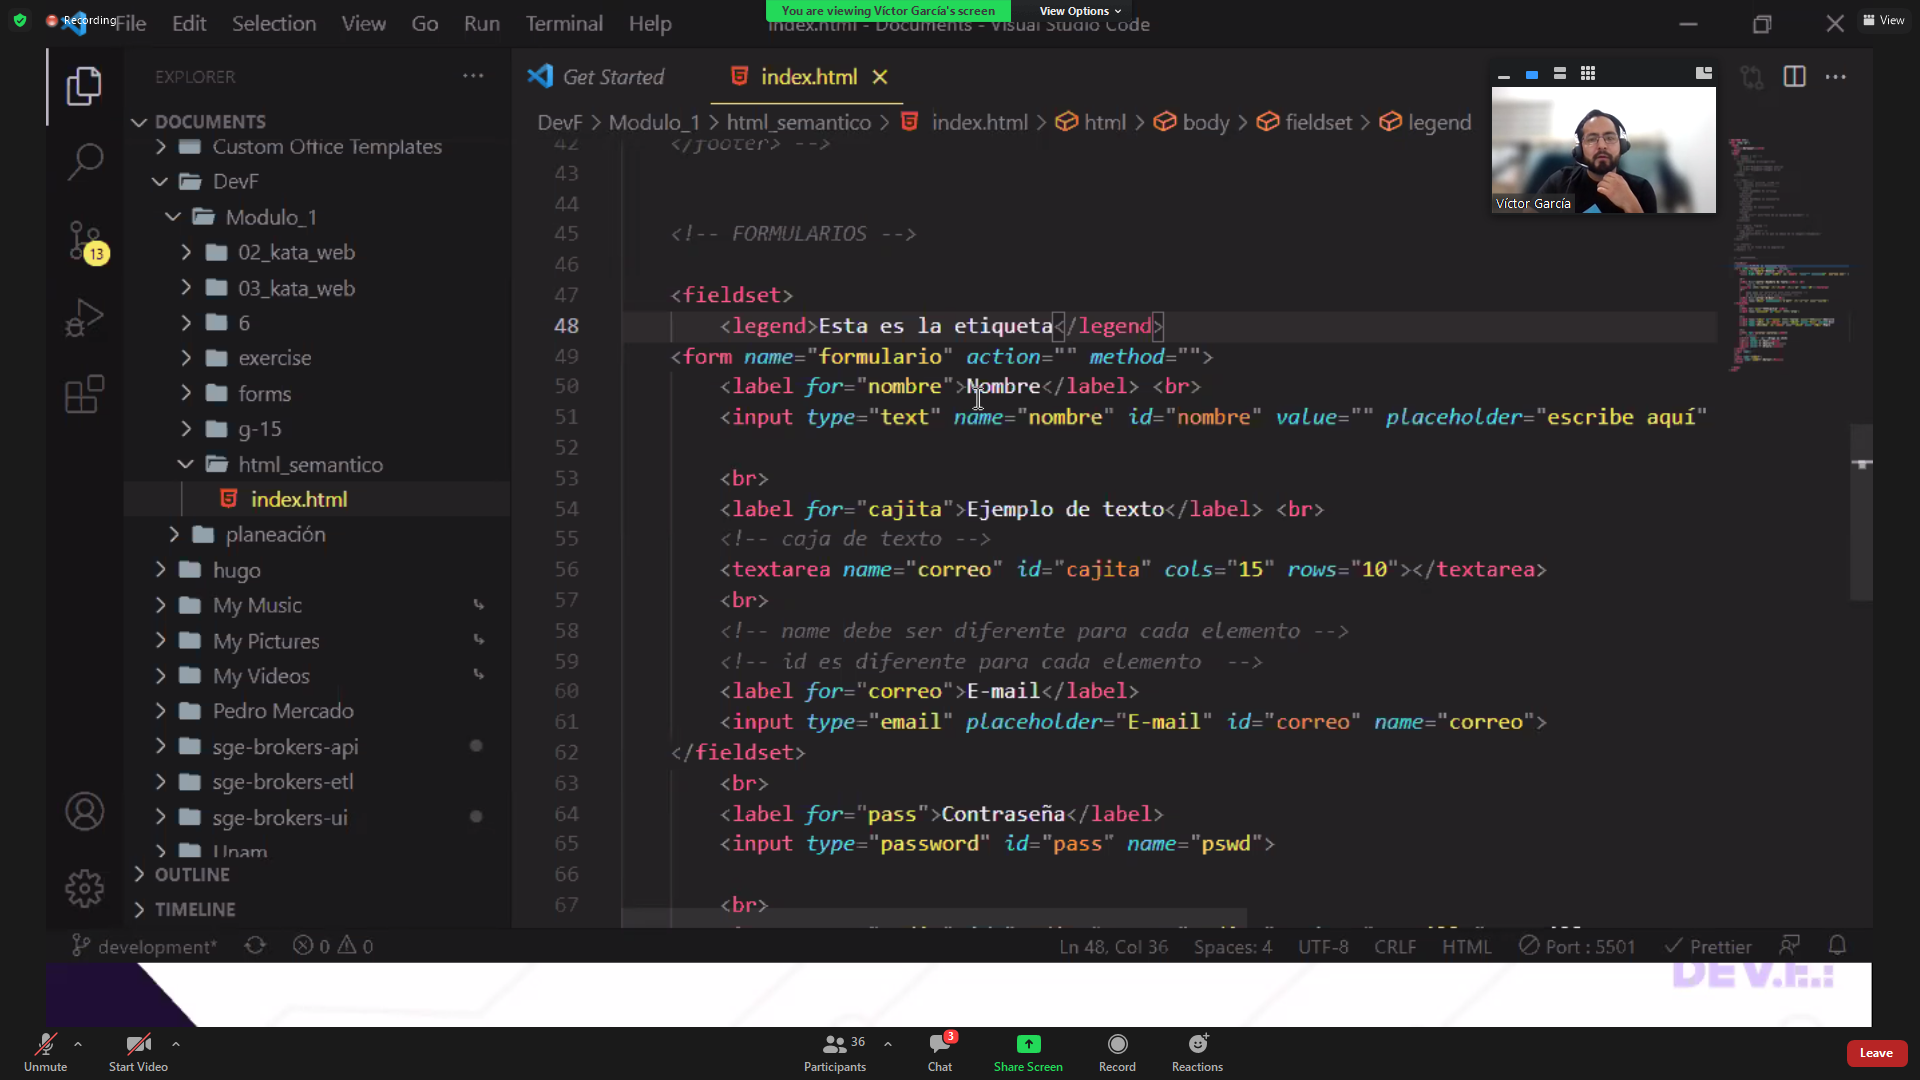 Recording
You are viewing Víctor García's screen
View Options
View
File Edit Selection View Go Run Terminal Help
index.html - Documents - Visual Studio Code
EXPLORER
Get Started
index.html
DOCUMENTS
DevF > Modulo_1 > html_semantico > index.html > html > body > fieldset > legend
Custom Office Templates
DevF
Modulo_1
02_kata_web
03_kata_web
6
exercise
forms
g-15
html_semantico
index.html
planeación
hugo
My Music
My Pictures
My Videos
Pedro Mercado
sge-brokers-api
sge-brokers-etl
sge-brokers-ui
Unam
OUTLINE
TIMELINE
13
Víctor García
42 </footer> -->
43
44
45 <!-- FORMULARIOS -->
46
47 <fieldset>
48 <legend>Esta es la etiqueta</legend>
49 <form name="formulario" action="" method="">
50 <label for="nombre">Nombre</label> <br>
51 <input type="text" name="nombre" id="nombre" value="" placeholder="escribe aquí"
52
53 <br>
54 <label for="cajita">Ejemplo de texto</label> <br>
55 <!-- caja de texto -->
56 <textarea name="correo" id="cajita" cols="15" rows="10"></textarea>
57 <br>
58 <!-- name debe ser diferente para cada elemento -->
59 <!-- id es diferente para cada elemento  -->
60 <label for="correo">E-mail</label>
61 <input type="email" placeholder="E-mail" id="correo" name="correo">
62 </fieldset>
63 <br>
64 <label for="pass">Contraseña</label>
65 <input type="password" id="pass" name="pswd">
66
67 <br>
development* 0 0 Ln 48, Col 36 Spaces: 4 UTF-8 CRLF HTML Port : 5501 Prettier
DEV.F.:
Unmute
Start Video
Participants 36
Chat 3
Share Screen
Record
Reactions
Leave